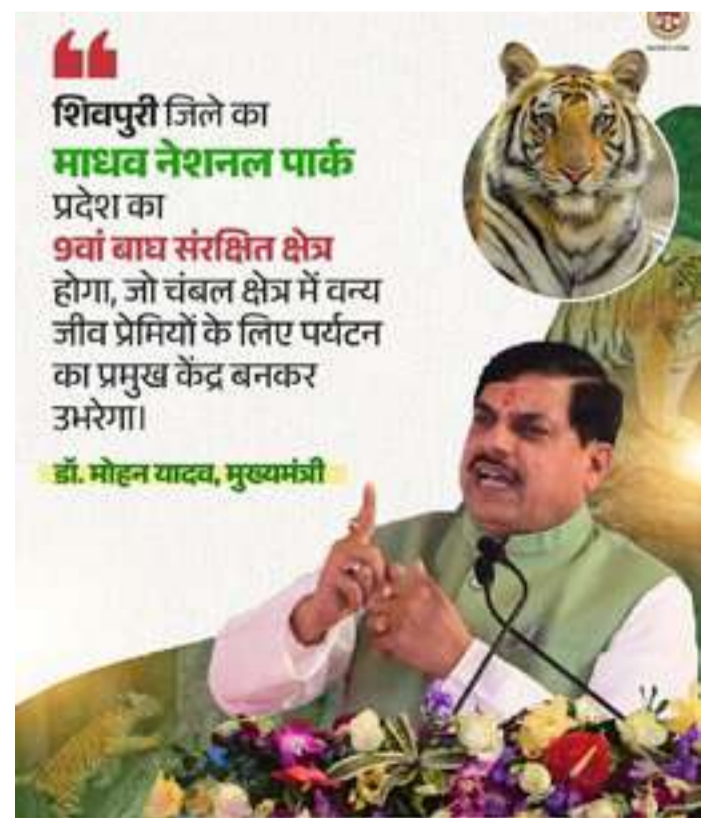 शिवपुरी जिले का
माधव नेशनल पार्क
प्रदेश का
9वां बाघ संरक्षित क्षेत्र
होगा, जो चंबल क्षेत्र में वन्य
जीव प्रेमियों के लिए पर्यटन
का प्रमुख केंद्र बनकर
उभरेगा।
डॉ. मोहन यादव, मुख्यमंत्री